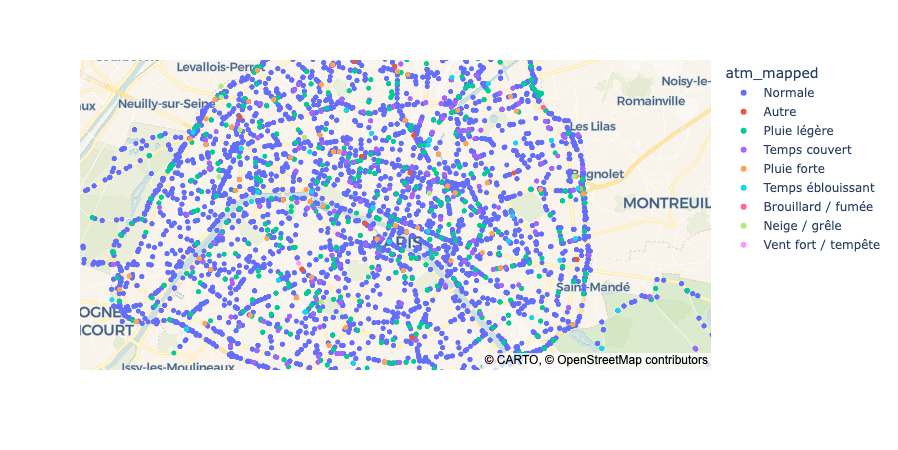 Levallois-Perret
Noisy-le-
Romainville
aux
Neuilly-sur-Seine
Les Lilas
Bagnolet
MONTREUIL
PARIS
Saint-Mandé
OGNE
COURT
Issy-les-Moulineaux
© CARTO, © OpenStreetMap contributors
atm_mapped
Normale
Autre
Pluie légère
Temps couvert
Pluie forte
Temps éblouissant
Brouillard / fumée
Neige / grêle
Vent fort / tempête